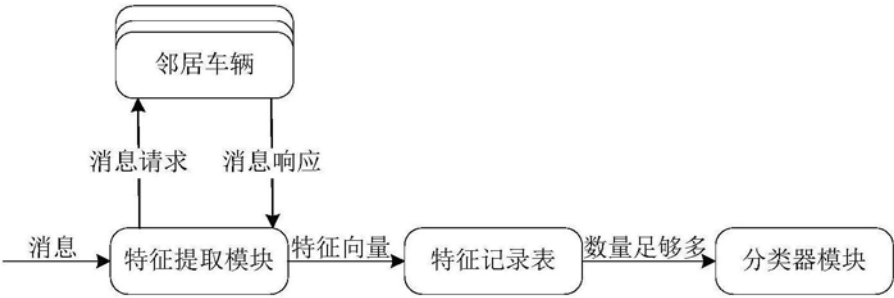 邻居车辆
消息请求
消息响应
消息
特征提取模块
特征向量
特征记录表
数量足够多
分类器模块